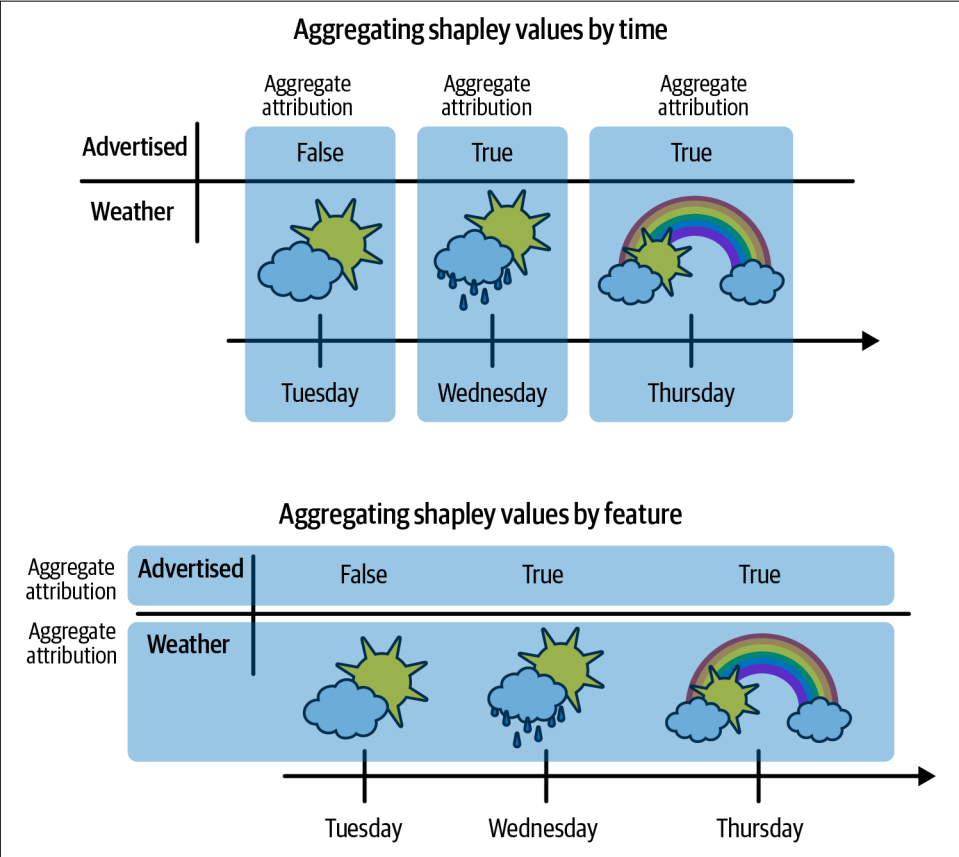 Aggregating shapley values by time
Aggregate attribution
Aggregate attribution
Aggregate attribution
Advertised False True True
Weather
Tuesday Wednesday Thursday
Aggregating shapley values by feature
Aggregate attribution
Advertised False True True
Aggregate attribution
Weather
Tuesday Wednesday Thursday